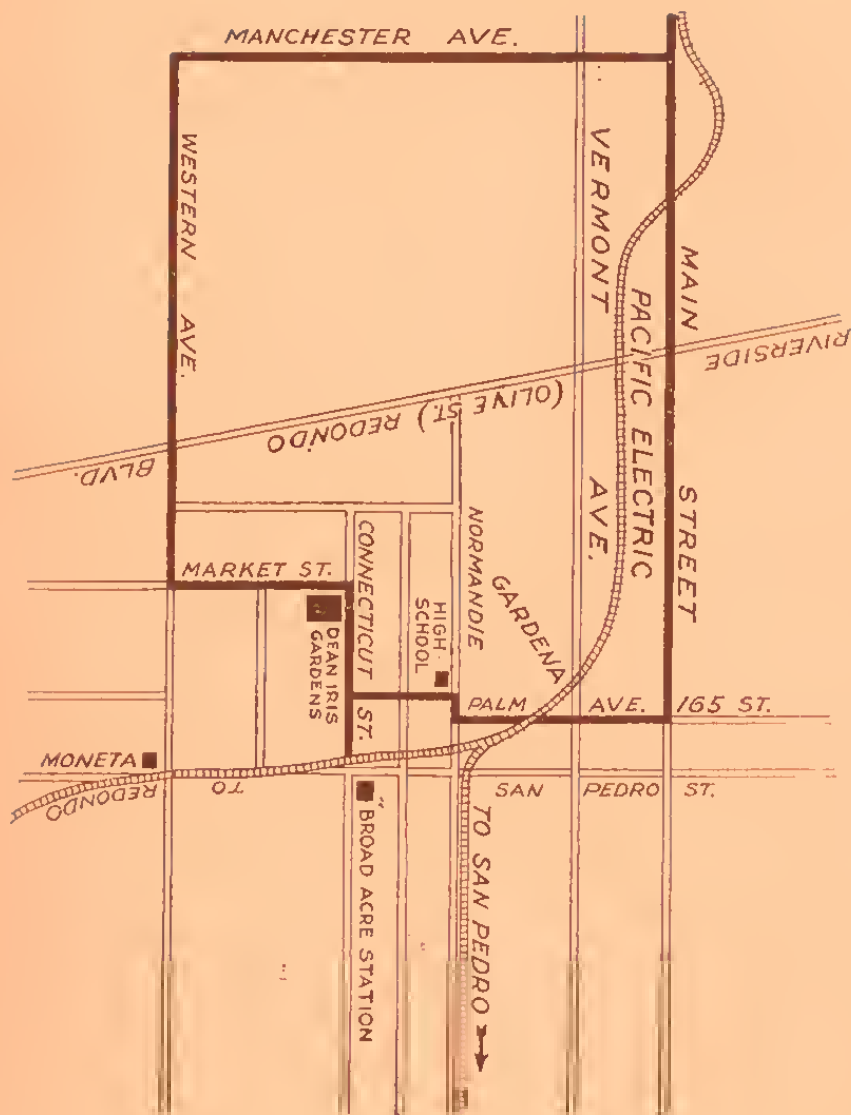 MANCHESTER AVE.
WESTERN AVE.
VERMONT AVE.
MAIN STREET
PACIFIC ELECTRIC
RIVERSIDE
REDONDO
(OLIVE ST.)
BLVD.
MARKET ST.
CONNECTICUT ST.
NORMANDIE
HIGH SCHOOL
GARDENA
DEAN IRIS
GARDENS
PALM AVE.
165 ST.
MONETA
TO REDONDO
SAN PEDRO ST.
"BROAD ACRE STATION
TO SAN PEDRO